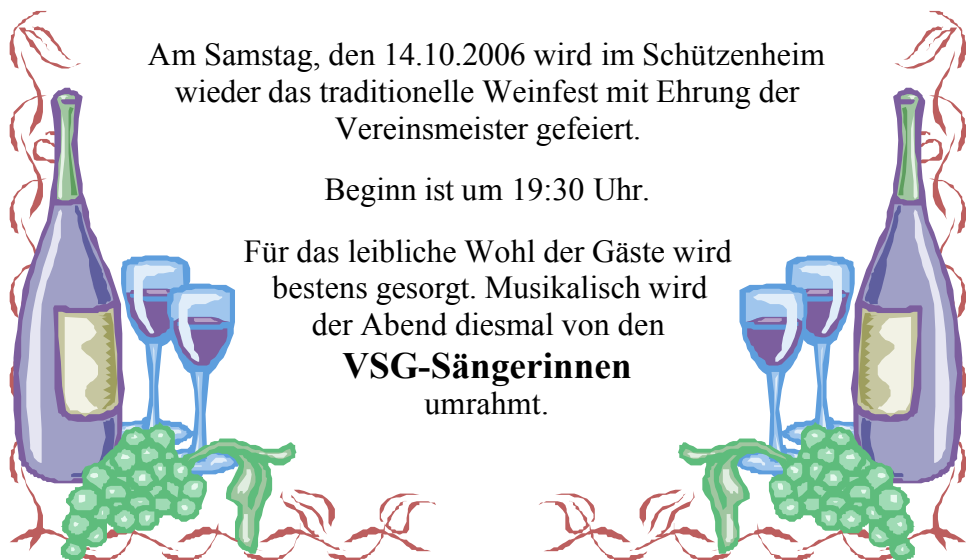 Am Samstag, den 14.10.2006 wird im Schützenheim
wieder das traditionelle Weinfest mit Ehrung der
Vereinsmeister gefeiert.
Beginn ist um 19:30 Uhr.
Für das leibliche Wohl der Gäste wird
bestens gesorgt. Musikalisch wird
der Abend diesmal von den
VSG-Sängerinnen
umrahmt.